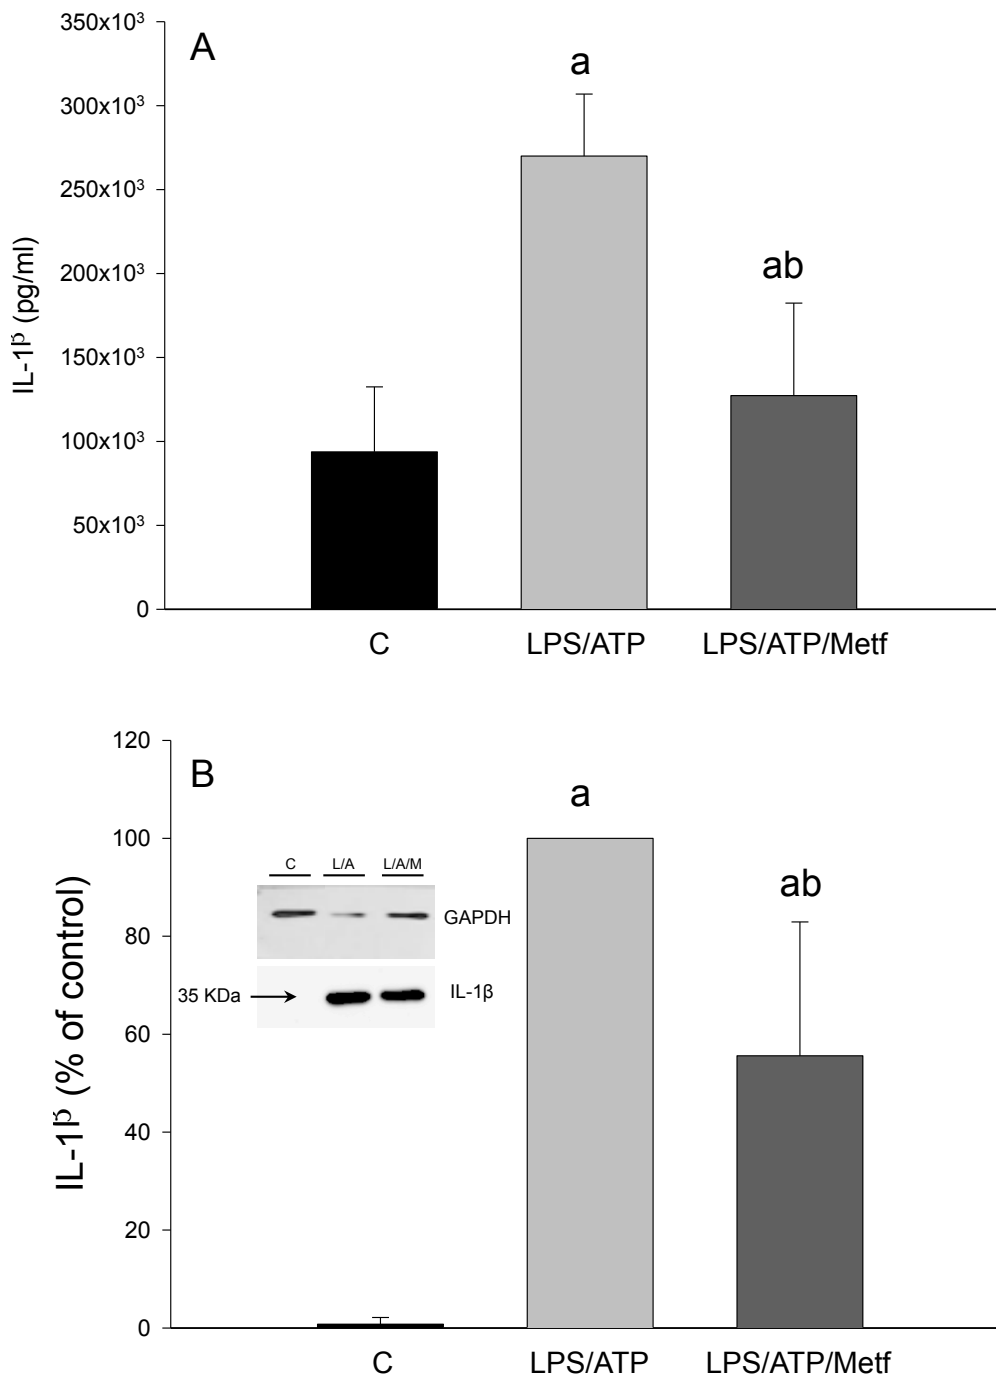 A
350x10³
300x10³
250x10³
200x10³
150x10³
100x10³
50x10³
0
IL-1β (pg/ml)
a
ab
C
LPS/ATP
LPS/ATP/Metf
B
120
100
80
60
40
20
0
IL-1β (% of control)
a
ab
C
L/A
L/A/M
GAPDH
35 KDa
IL-1β
C
LPS/ATP
LPS/ATP/Metf